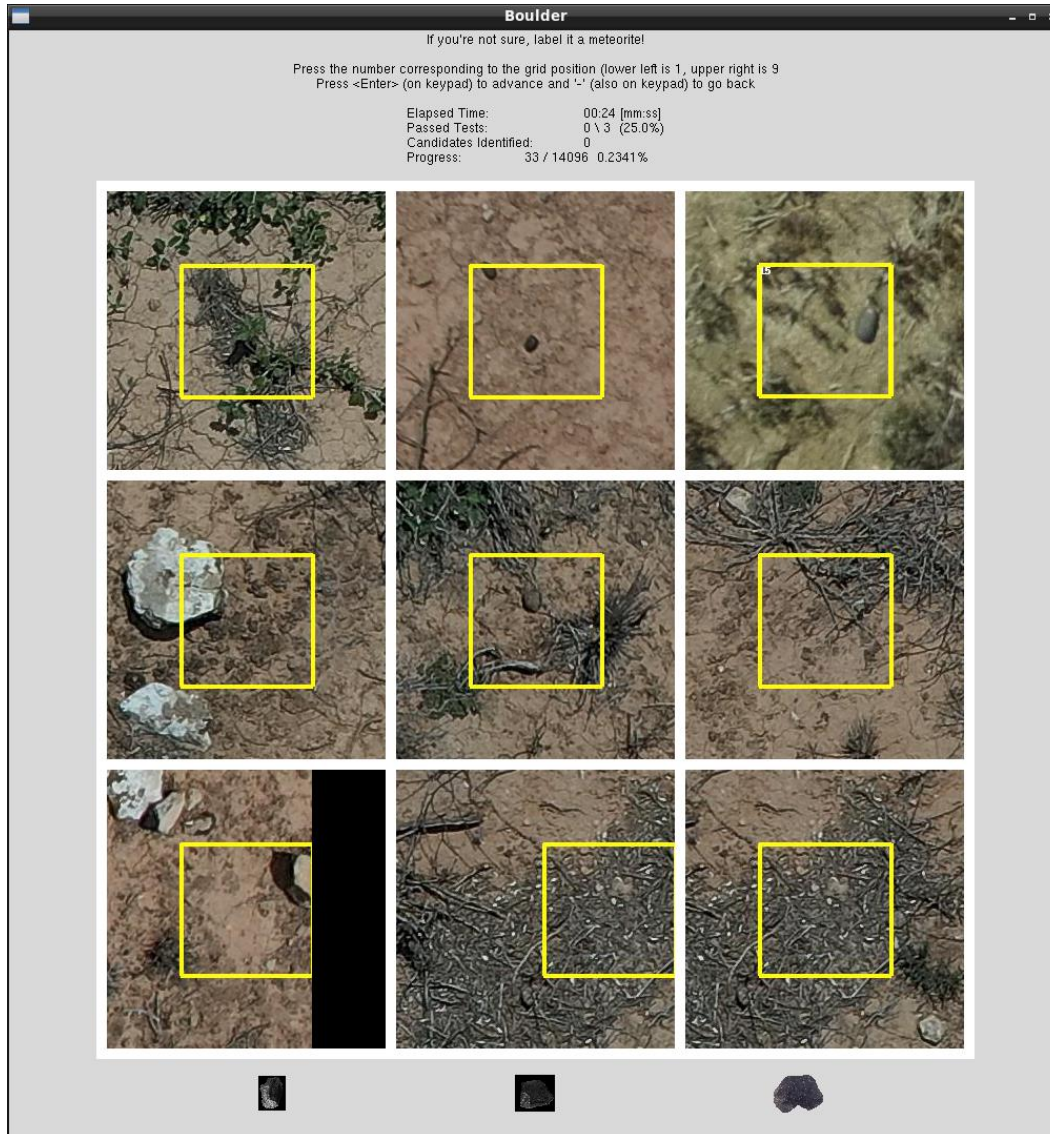 Boulder
If you're not sure, label it a meteorite!
Press the number corresponding to the grid position (lower left is 1, upper right is 9
Press <Enter> (on keypad) to advance and '-' (also on keypad) to go back
Elapsed Time: 00:24 [mm:ss]
Passed Tests: 0 \ 3 (25.0%)
Candidates Identified: 0
Progress: 33 / 14096 0.2341%